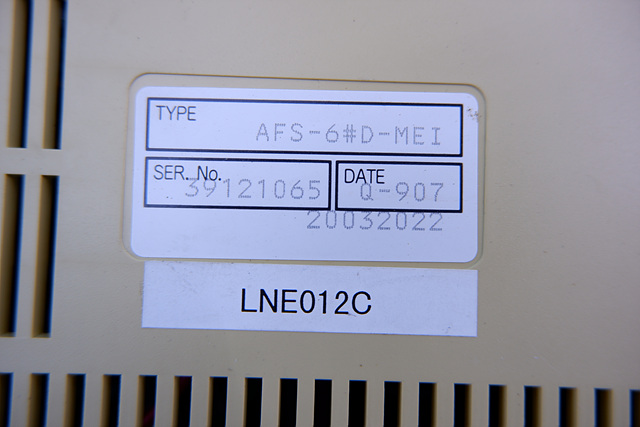 TYPE
AFS-6#D-MEI
SER. No. DATE
39121065 Q-907
20032022
LNE012C